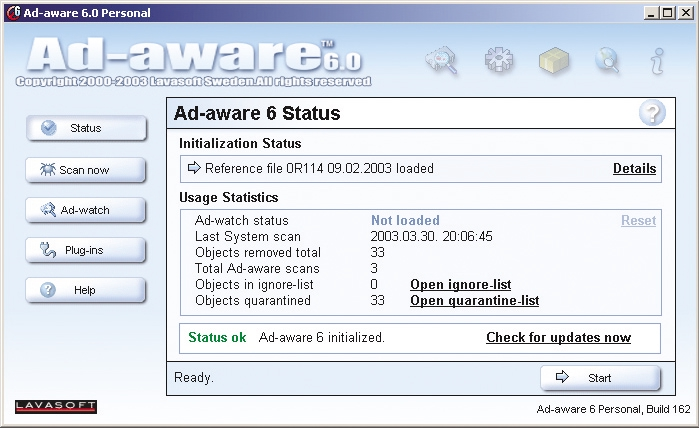 Ad-aware 6.0 Personal
Ad-aware™ 6.0
Copyright 2000-2003 Lavasoft Sweden.All rights reserved
Status
Scan now
Ad-watch
Plug-ins
Help
Ad-aware 6 Status
Initialization Status
Reference file 0R114 09.02.2003 loaded Details
Usage Statistics
Ad-watch status Not loaded Reset
Last System scan 2003.03.30. 20:06:45
Objects removed total 33
Total Ad-aware scans 3
Objects in ignore-list 0 Open ignore-list
Objects quarantined 33 Open quarantine-list
Status ok Ad-aware 6 initialized. Check for updates now
Ready. Start
LAVASOFT
Ad-aware 6 Personal, Build 162